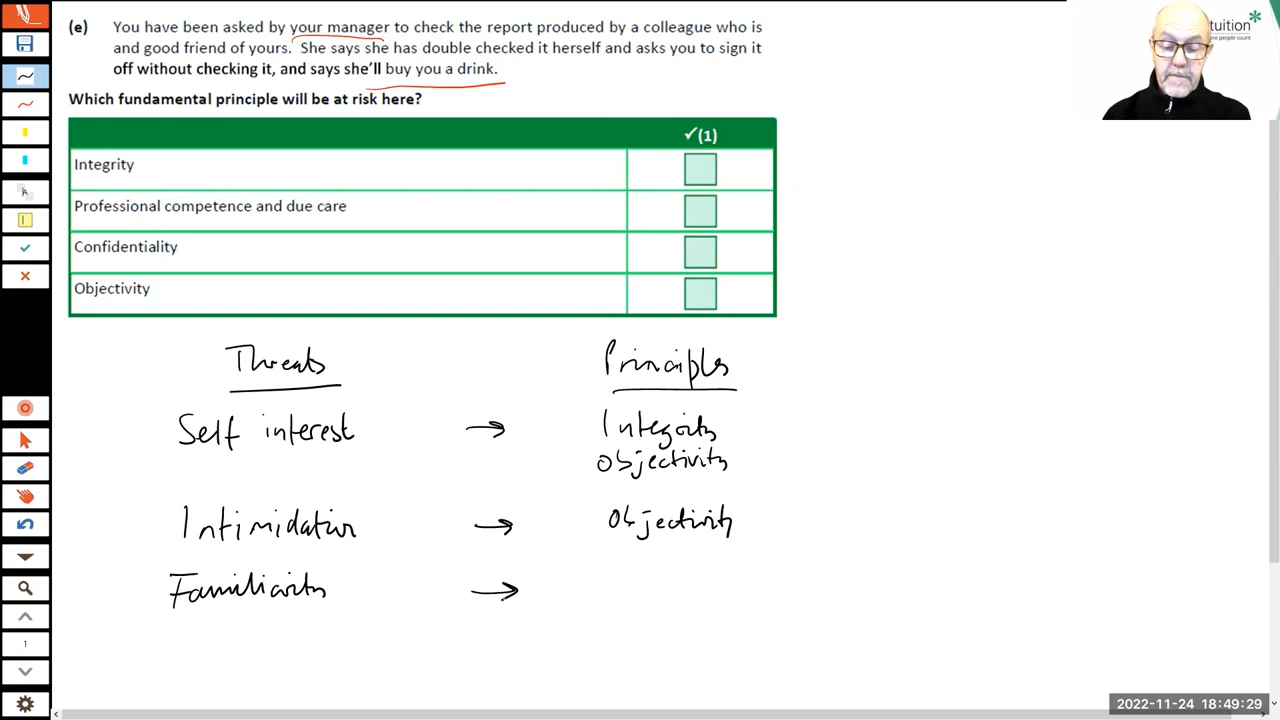 (e) You have been asked by your manager to check the report produced by a colleague who is
and good friend of yours. She says she has double checked it herself and asks you to sign it
off without checking it, and says she'll buy you a drink.
Which fundamental principle will be at risk here?
✓(1)
Integrity
Professional competence and due care
Confidentiality
Objectivity
Threats Principles
Self interest → Integrity
Objectivity
Intimidation → Objectivity
Familiarity →
1
2022-11-24 18:49:29